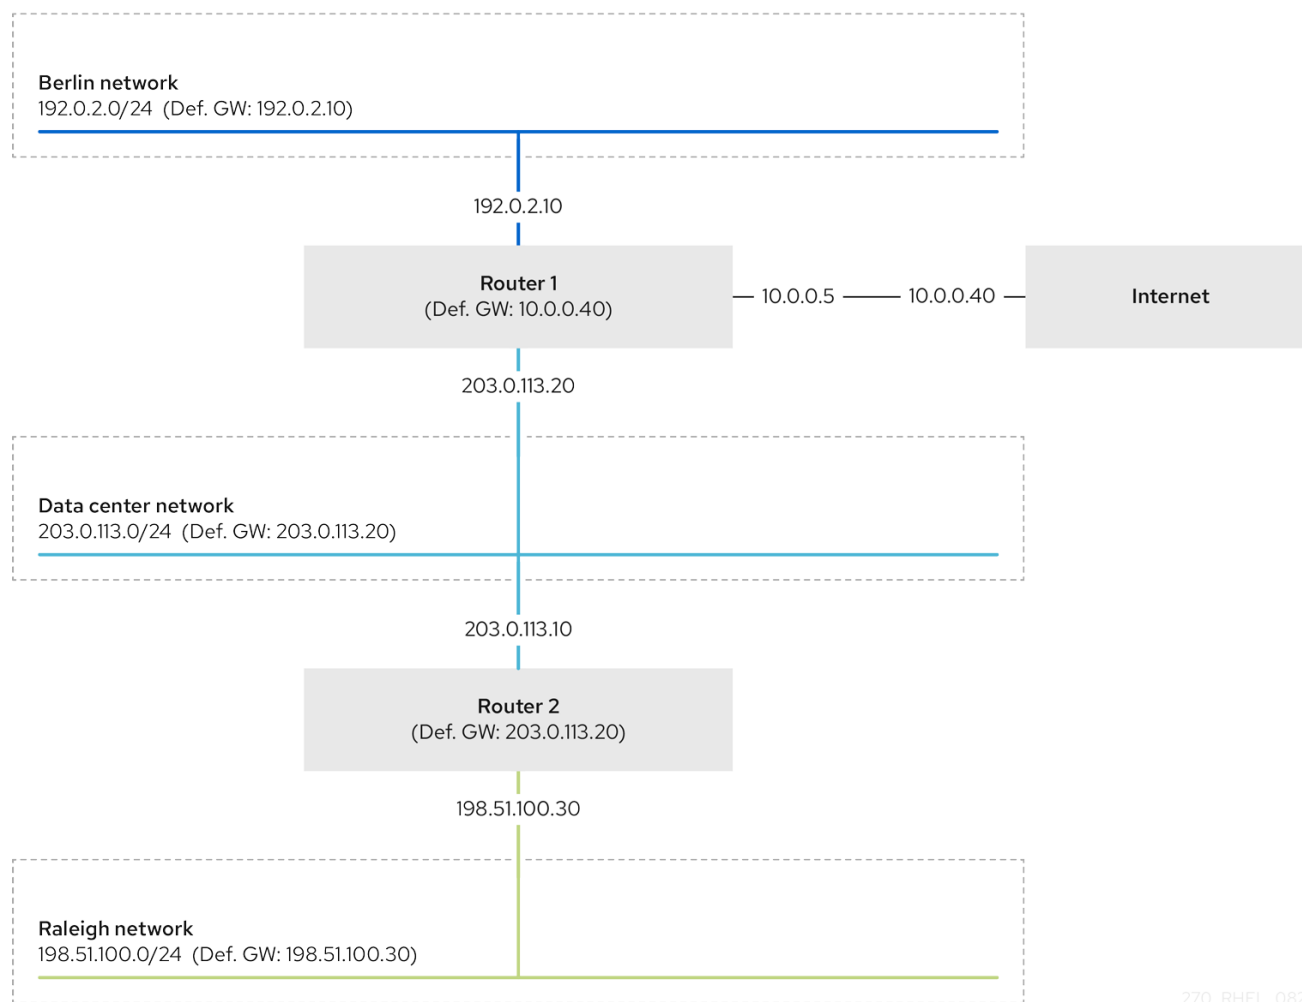 Berlin network
192.0.2.0/24 (Def. GW: 192.0.2.10)
192.0.2.10
Router 1
(Def. GW: 10.0.0.40)
10.0.0.5
10.0.0.40
Internet
203.0.113.20
Data center network
203.0.113.0/24 (Def. GW: 203.0.113.20)
203.0.113.10
Router 2
(Def. GW: 203.0.113.20)
198.51.100.30
Raleigh network
198.51.100.0/24 (Def. GW: 198.51.100.30)